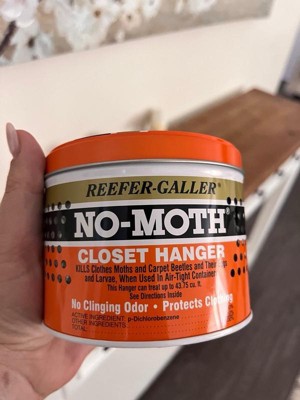 REEFER-GALLER®
NO-MOTH®
CLOSET HANGER
KILLS Clothes Moths and Carpet Beetles and Their Eggs
and Larvae, When Used In Air-Tight Container
This Hanger can treat up to 43.75 cu. ft.
See Directions Inside
No Clinging Odor • Protects Clothing
ACTIVE INGREDIENT: p-Dichlorobenzene
OTHER INGREDIENTS
TOTAL